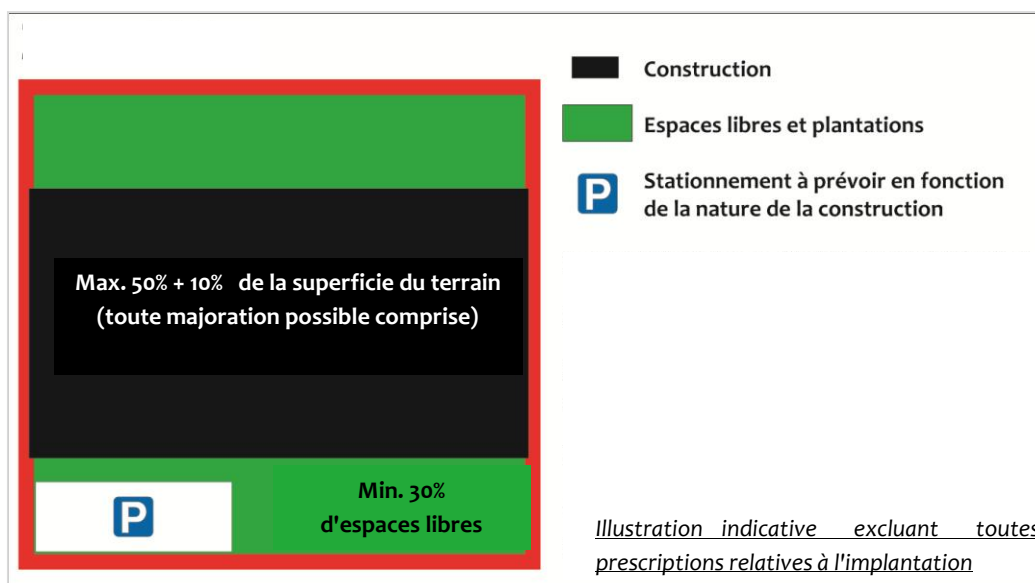 Construction
Espaces libres et plantations
P
Stationnement à prévoir en fonction
de la nature de la construction
Max. 50% + 10% de la superficie du terrain
(toute majoration possible comprise)
P
Min. 30%
d'espaces libres
Illustration indicative excluant toutes
prescriptions relatives à l'implantation